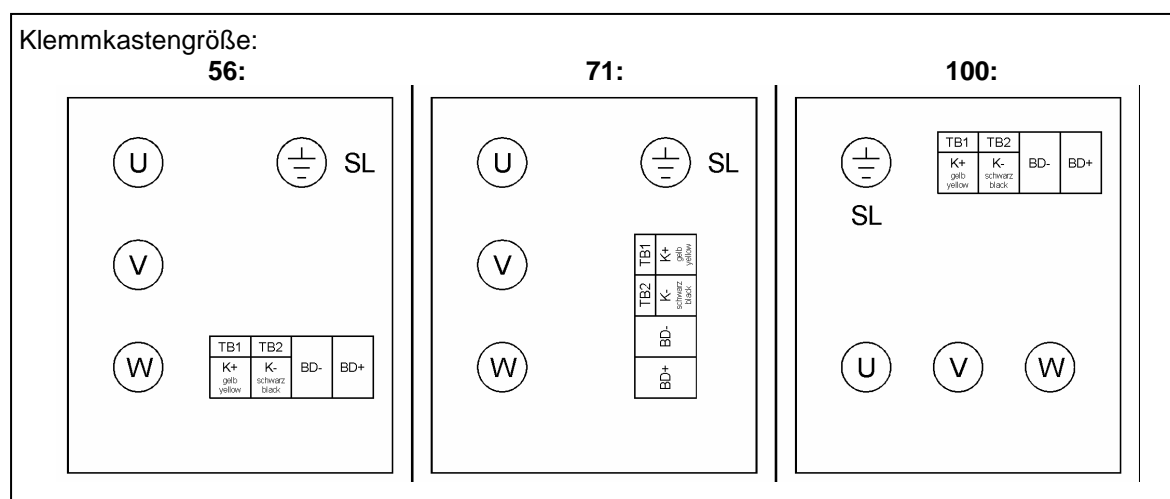 Klemmkastengröße:
56:
U
SL
V
W
TB1 TB2
K+ K- BD- BD+
gelb schwarz
yellow black
71:
U
SL
V
W
TB1 K+ gelb yellow
TB2 K- schwarz black
BD-
BD+
100:
SL
TB1 TB2
K+ K- BD- BD+
gelb schwarz
yellow black
U V W